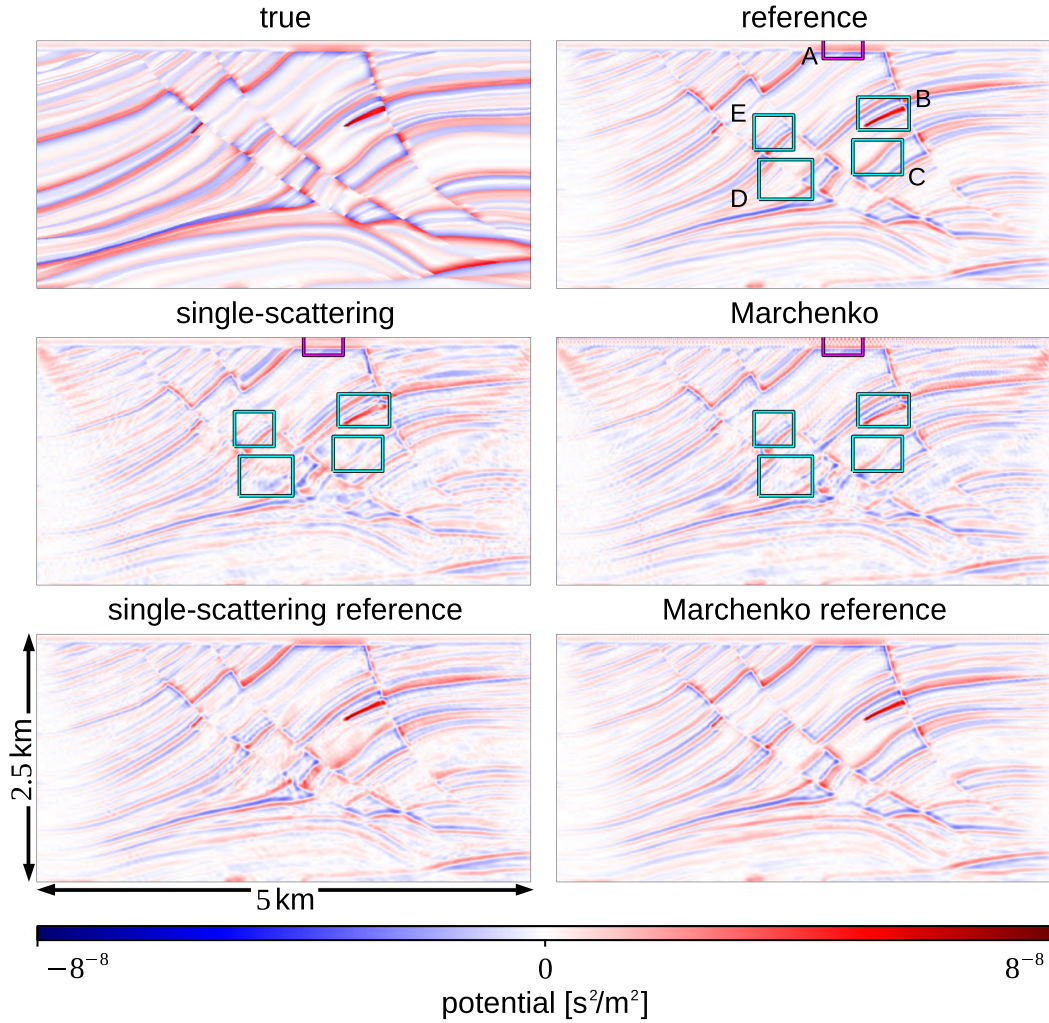 true
reference
A
B
E
C
D
single-scattering
Marchenko
single-scattering reference
Marchenko reference
2.5 km
5 km
−8⁻⁸
0
8⁻⁸
potential [s²/m²]